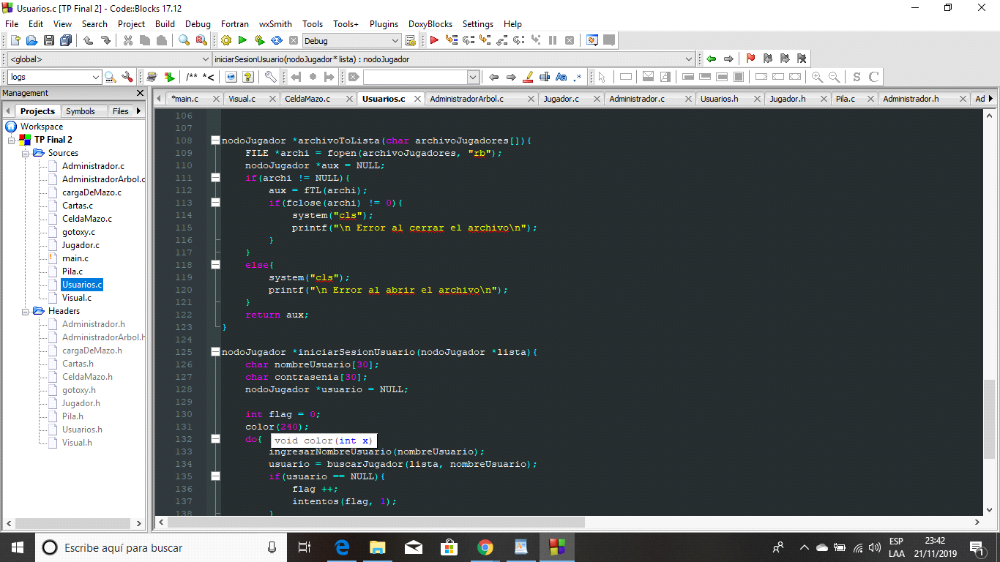 Usuarios.c [TP Final 2] - Code::Blocks 17.12
File Edit View Search Project Build Debug Fortran wxSmith Tools Tools+ Plugins DoxyBlocks Settings Help
Debug
<global> iniciarSesionUsuario(nodoJugador * lista) : nodoJugador
logs /** *< Aa .* S C
Management
*main.c Visual.c CeldaMazo.c Usuarios.c AdministradorArbol.c Jugador.c Administrador.c Usuarios.h Jugador.h Pila.c Administrador.h Ad
Projects Symbols Files
Workspace
TP Final 2
Sources
Administrador.c
AdministradorArbol.c
cargaDeMazo.c
Cartas.c
CeldaMazo.c
gotoxy.c
Jugador.c
main.c
Pila.c
Usuarios.c
Visual.c
Headers
Administrador.h
AdministradorArbol.h
cargaDeMazo.h
Cartas.h
CeldaMazo.h
gotoxy.h
Jugador.h
Pila.h
Usuarios.h
Visual.h
106
107
108 nodoJugador *archivoToLista(char archivoJugadores[]){
109 FILE *archi = fopen(archivoJugadores, "rb");
110 nodoJugador *aux = NULL;
111 if(archi != NULL){
112 aux = fTL(archi);
113 if(fclose(archi) != 0){
114 system("cls");
115 printf("\n Error al cerrar el archivo\n");
116 }
117 }
118 else{
119 system("cls");
120 printf("\n Error al abrir el archivo\n");
121 }
122 return aux;
123 }
124
125 nodoJugador *iniciarSesionUsuario(nodoJugador *lista){
126 char nombreUsuario[30];
127 char contrasenia[30];
128 nodoJugador *usuario = NULL;
129
130 int flag = 0;
131 color(240);
132 do{ void color(int x)
133 ingresarNombreUsuario(nombreUsuario);
134 usuario = buscarJugador(lista, nombreUsuario);
135 if(usuario == NULL){
136 flag ++;
137 intentos(flag, 1);
138 }
Escribe aquí para buscar
ESP
LAA
23:42
21/11/2019
1